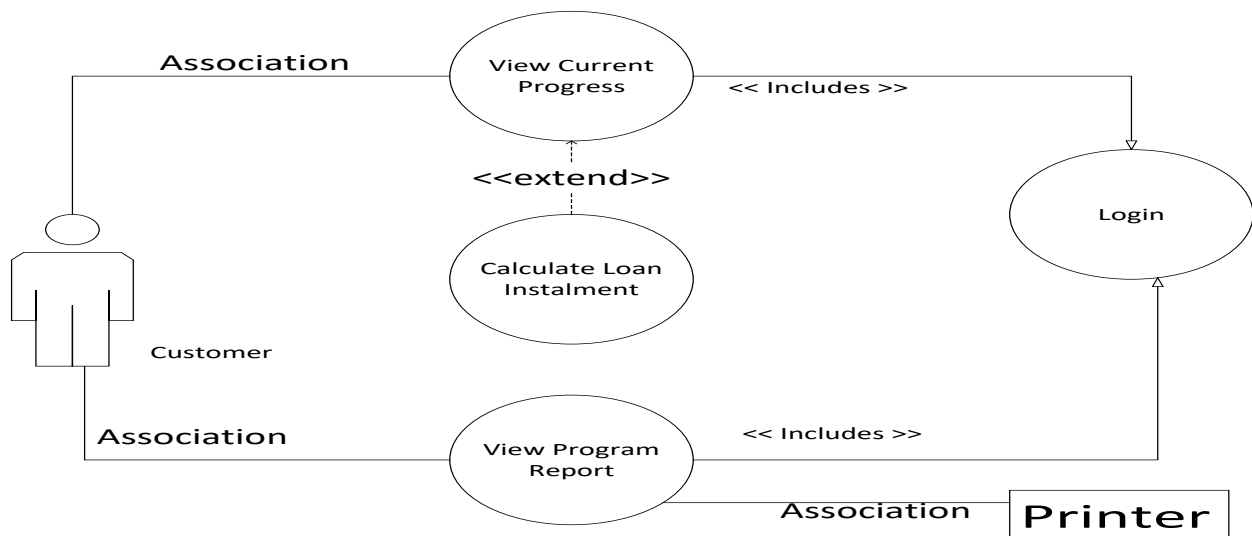 Association
View Current
Progress
<< Includes >>
<<extend>>
Login
Calculate Loan
Instalment
Customer
Association
View Program
Report
<< Includes >>
Association
Printer